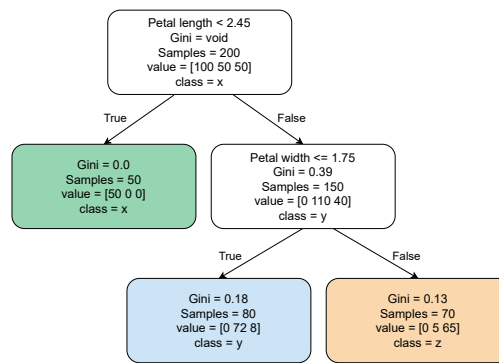 Petal length < 2.45
Gini = void
Samples = 200
value = [100 50 50]
class = x
True
False
Gini = 0.0
Samples = 50
value = [50 0 0]
class = x
Petal width <= 1.75
Gini = 0.39
Samples = 150
value = [0 110 40]
class = y
True
False
Gini = 0.18
Samples = 80
value = [0 72 8]
class = y
Gini = 0.13
Samples = 70
value = [0 5 65]
class = z